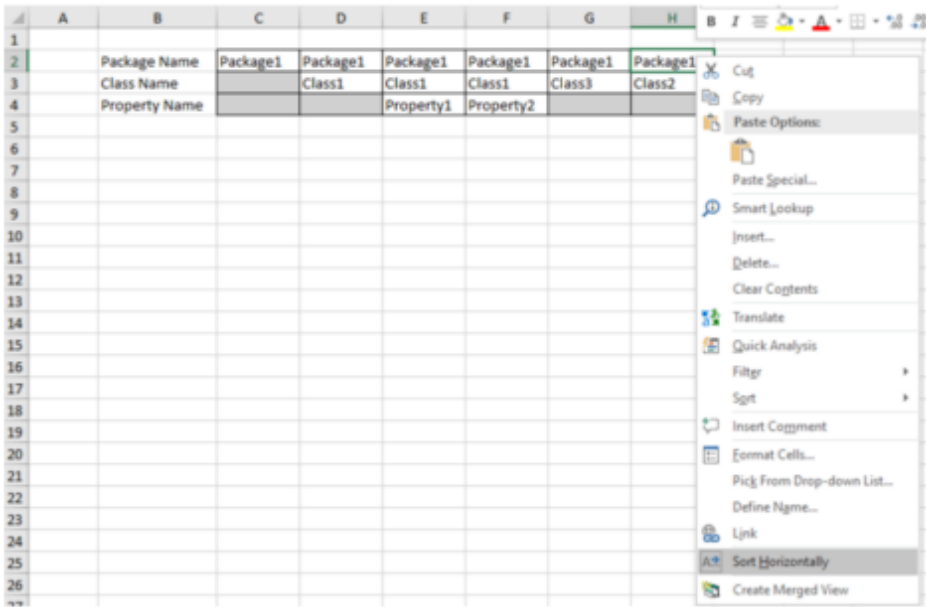 A B C D E F G H
B I A
1
2 Package Name Package1 Package1 Package1 Package1 Package1 Package1
3 Class Name Class1 Class1 Class1 Class3 Class2
4 Property Name Property1 Property2
5
6
7
8
9
10
11
12
13
14
15
16
17
18
19
20
21
22
23
24
25
26
27
Cut
Copy
Paste Options:
Paste Special...
Smart Lookup
Insert...
Delete...
Clear Contents
Translate
Quick Analysis
Filter
Sort
Insert Comment
Format Cells...
Pick From Drop-down List...
Define Name...
Link
Sort Horizontally
Create Merged View